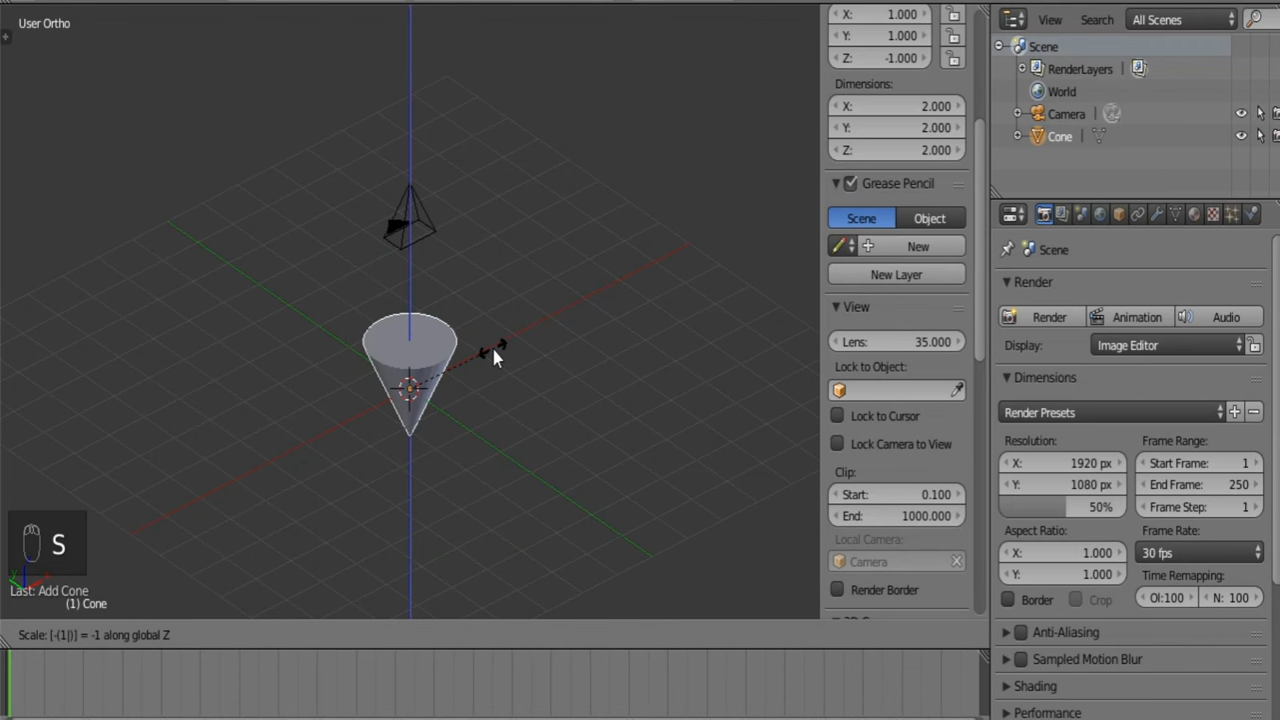 User Ortho
X: 1.000
Y: 1.000
Z: -1.000
Dimensions:
X: 2.000
Y: 2.000
Z: 2.000
Grease Pencil
Scene Object
New
New Layer
View
Lens: 35.000
Lock to Object:
Lock to Cursor
Lock Camera to View
Clip:
Start: 0.100
End: 1000.000
Local Camera:
Camera
Render Border
S
Last: Add Cone
(1) Cone
Scale: [-(1|)] = -1 along global Z
View Search All Scenes
Scene
RenderLayers |
World
Camera |
Cone |
Scene
Render
Render Animation Audio
Display: Image Editor
Dimensions
Render Presets
Resolution: Frame Range:
X: 1920 px Start Frame: 1
Y: 1080 px End Frame: 250
50% Frame Step: 1
Aspect Ratio: Frame Rate:
X: 1.000 30 fps
Y: 1.000 Time Remapping:
Border Crop Ol:100 N: 100
Anti-Aliasing
Sampled Motion Blur
Shading
Performance